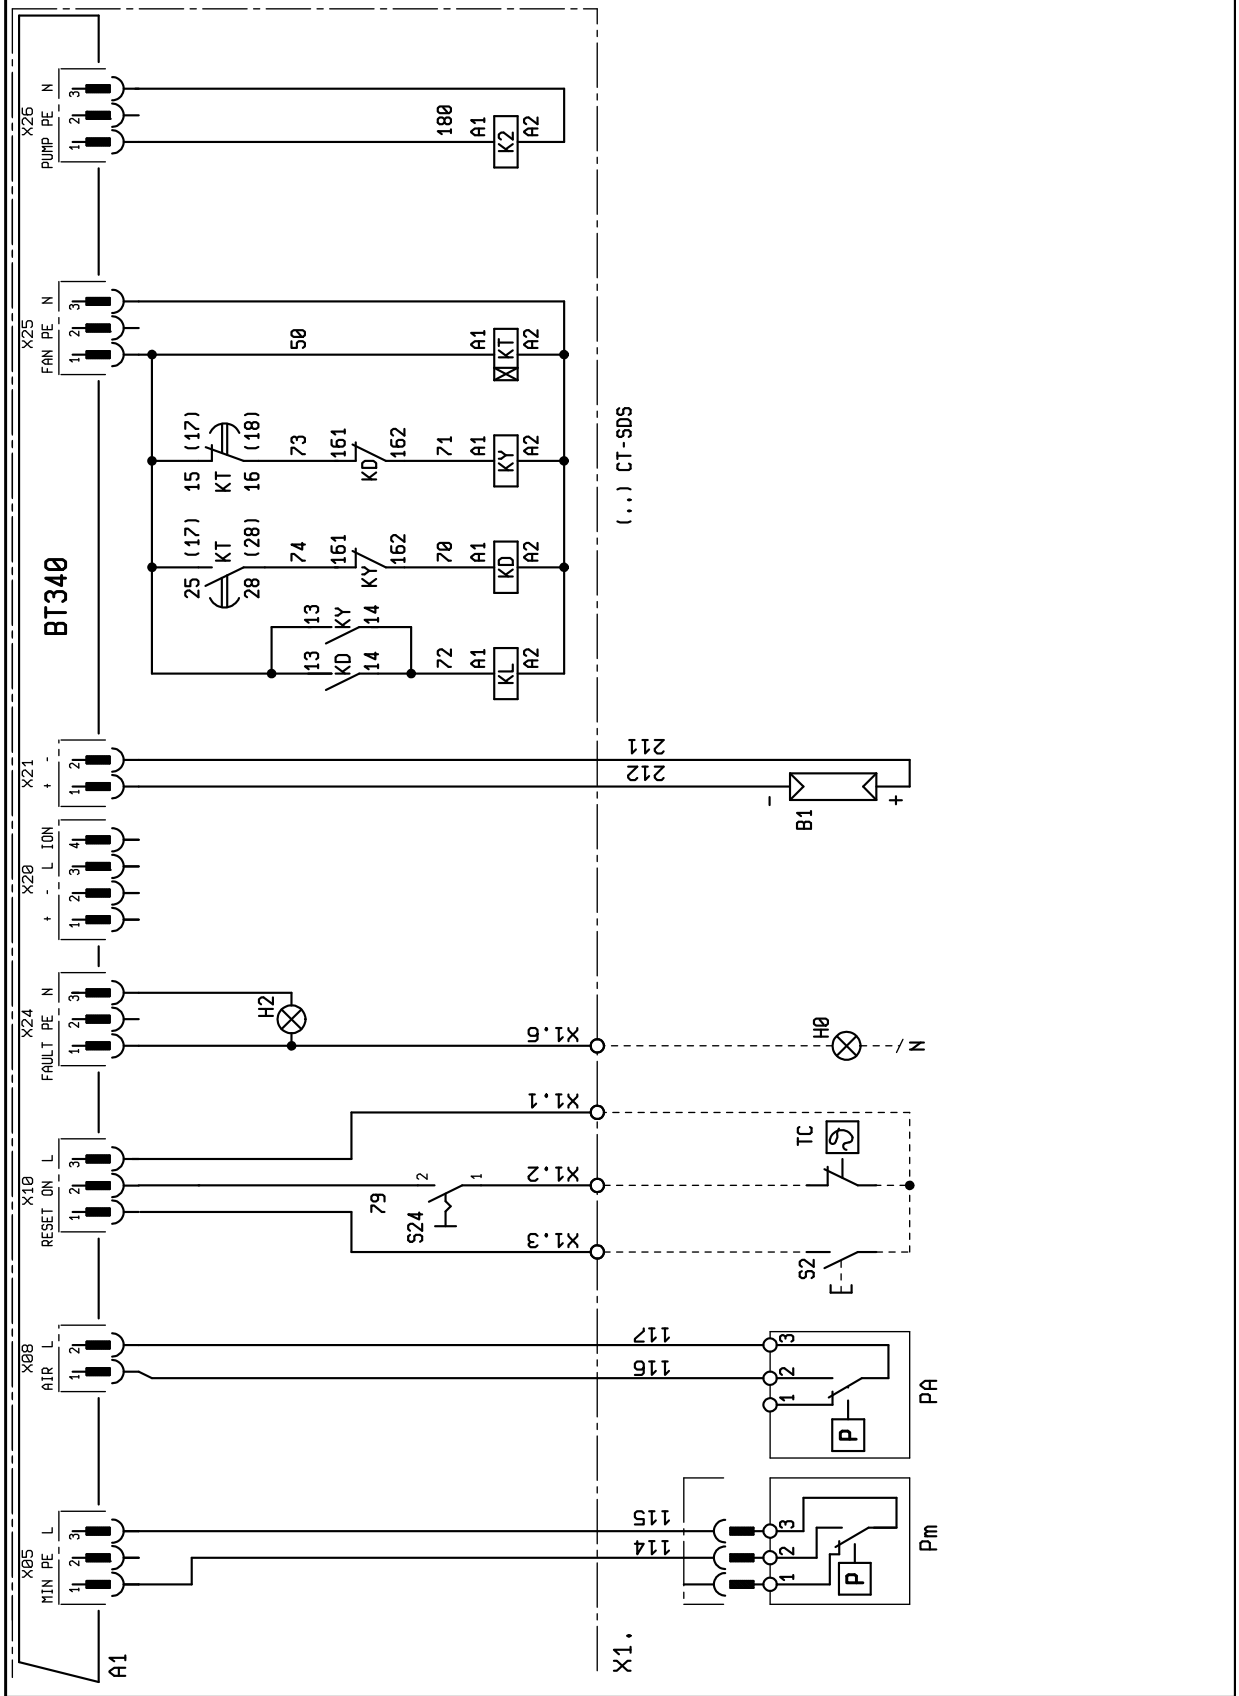 X26
PUMP PE N
1 2 3
180
A1
K2
A2
X25
FAN PE N
1 2 3
50
A1
KT
A2
15 (17)
KT
16 (18)
73
161
KD
162
71
A1
KY
A2
25 (17)
KT
28 (28)
74
161
KY
162
70
A1
KD
A2
13
KY
14
13
KD
14
72
A1
KL
A2
BT340
(..) CT-SDS
X21
+ -
1 2
211
212
-
B1
+
X20
+ - L ION
1 2 3 4
X24
FAULT PE N
1 2 3
H2
X1.6
H0
N
X10
RESET ON L
1 2 3
X1.1
79
2
S24
1
X1.2
TC
X1.3
S2
X08
AIR L
1 2
117
116
1 2 3
P
PA
X05
MIN PE L
1 2 3
115
114
1 2 3
P
Pm
A1
X1.